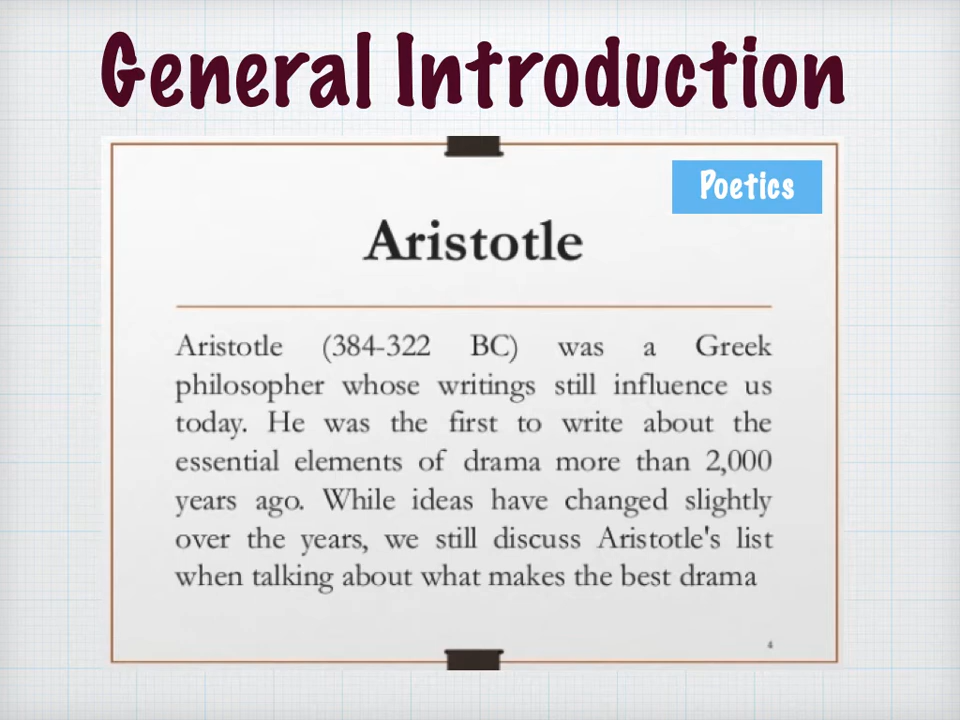 General Introduction
Poetics
Aristotle
Aristotle (384-322 BC) was a Greek
philosopher whose writings still influence us
today. He was the first to write about the
essential elements of drama more than 2,000
years ago. While ideas have changed slightly
over the years, we still discuss Aristotle's list
when talking about what makes the best drama
4